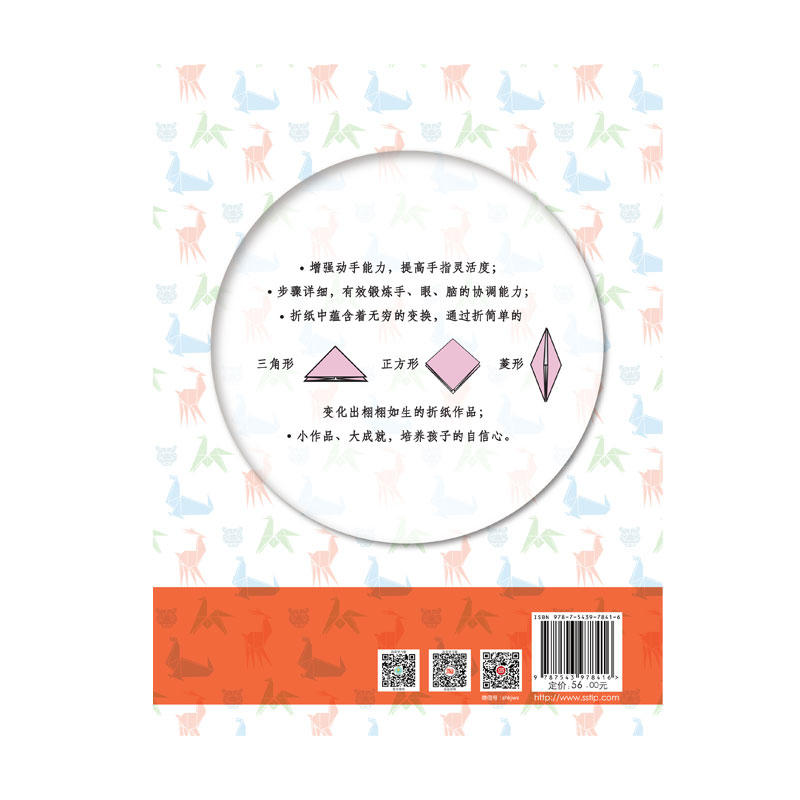 • 增强动手能力，提高手指灵活度；
• 步骤详细，有效锻炼手、眼、脑的协调能力；
• 折纸中蕴含着无穷的变换，通过折简单的
三角形 正方形 菱形
变化出栩栩如生的折纸作品；
• 小作品、大成就，培养孩子的自信心。
ISBN 978-7-5439-7841-6
9 787543 978416>
定价：56.00元
微信号：shkjwx
http://www.sstlp.com